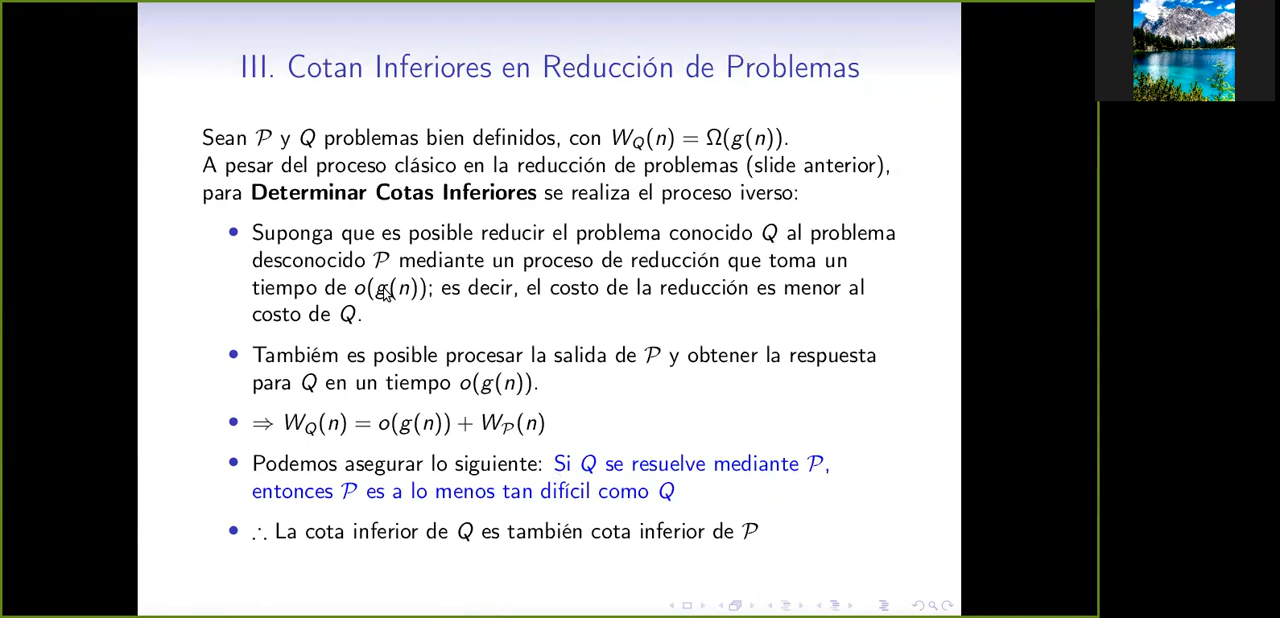 III. Cotan Inferiores en Reducción de Problemas
Sean 𝒫 y Q problemas bien definidos, con W_Q(n) = Ω(g(n)).
A pesar del proceso clásico en la reducción de problemas (slide anterior),
para Determinar Cotas Inferiores se realiza el proceso iverso:
• Suponga que es posible reducir el problema conocido Q al problema
desconocido 𝒫 mediante un proceso de reducción que toma un
tiempo de o(g(n)); es decir, el costo de la reducción es menor al
costo de Q.
• Tambiém es posible procesar la salida de 𝒫 y obtener la respuesta
para Q en un tiempo o(g(n)).
• ⇒ W_Q(n) = o(g(n)) + W_𝒫(n)
• Podemos asegurar lo siguiente: Si Q se resuelve mediante 𝒫,
entonces 𝒫 es a lo menos tan difícil como Q
• ∴ La cota inferior de Q es también cota inferior de 𝒫